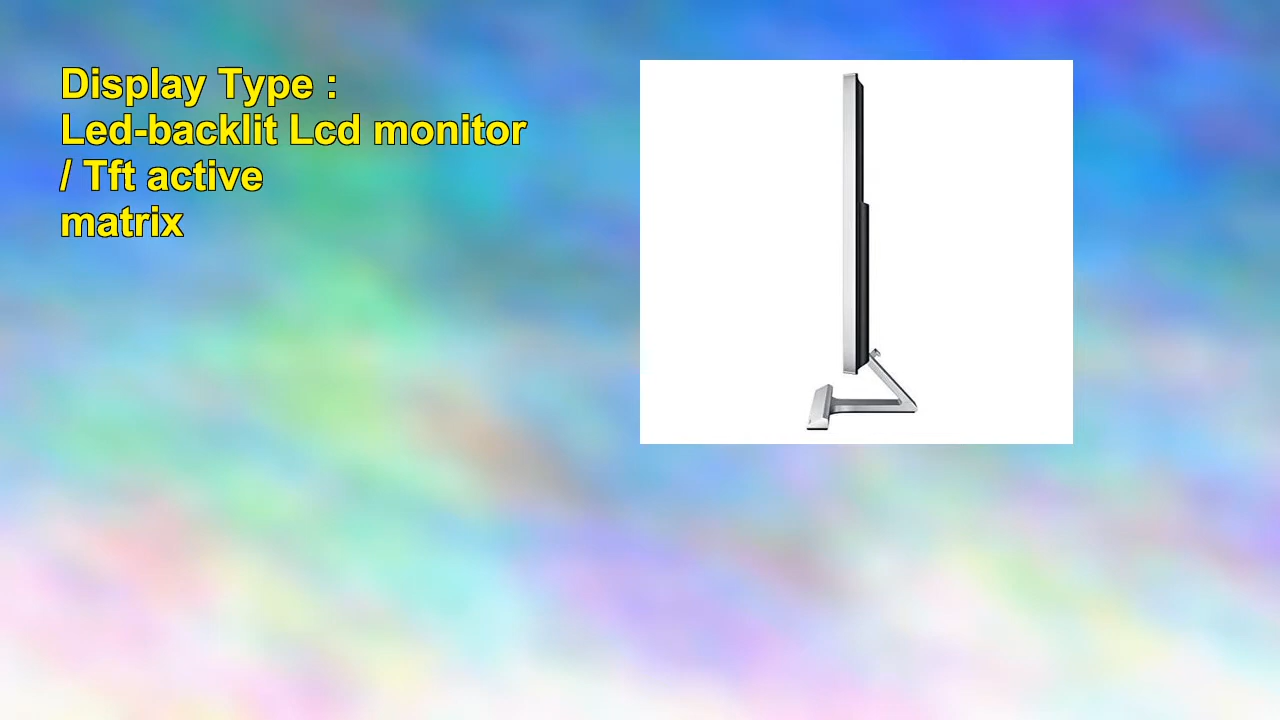 Display Type :
Led-backlit Lcd monitor
/ Tft active
matrix